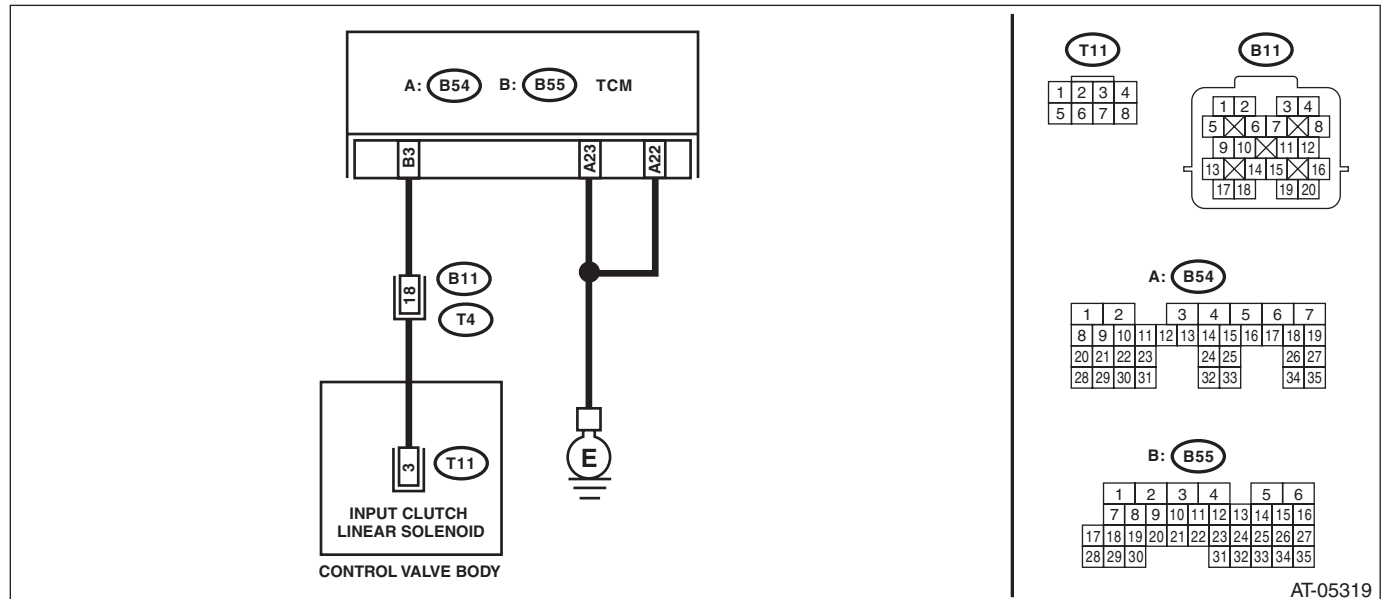 A: B54 B: B55 TCM
B3 A23 A22
18
B11
T4
3
T11
E
INPUT CLUTCH
LINEAR SOLENOID
CONTROL VALVE BODY
T11
1 2 3 4
5 6 7 8
B11
1 2 3 4
5 6 7 8
9 10 11 12
13 14 15 16
17 18 19 20
A: B54
1 2 3 4 5 6 7
8 9 10 11 12 13 14 15 16 17 18 19
20 21 22 23 24 25 26 27
28 29 30 31 32 33 34 35
B: B55
1 2 3 4 5 6
7 8 9 10 11 12 13 14 15 16
17 18 19 20 21 22 23 24 25 26 27
28 29 30 31 32 33 34 35
AT-05319